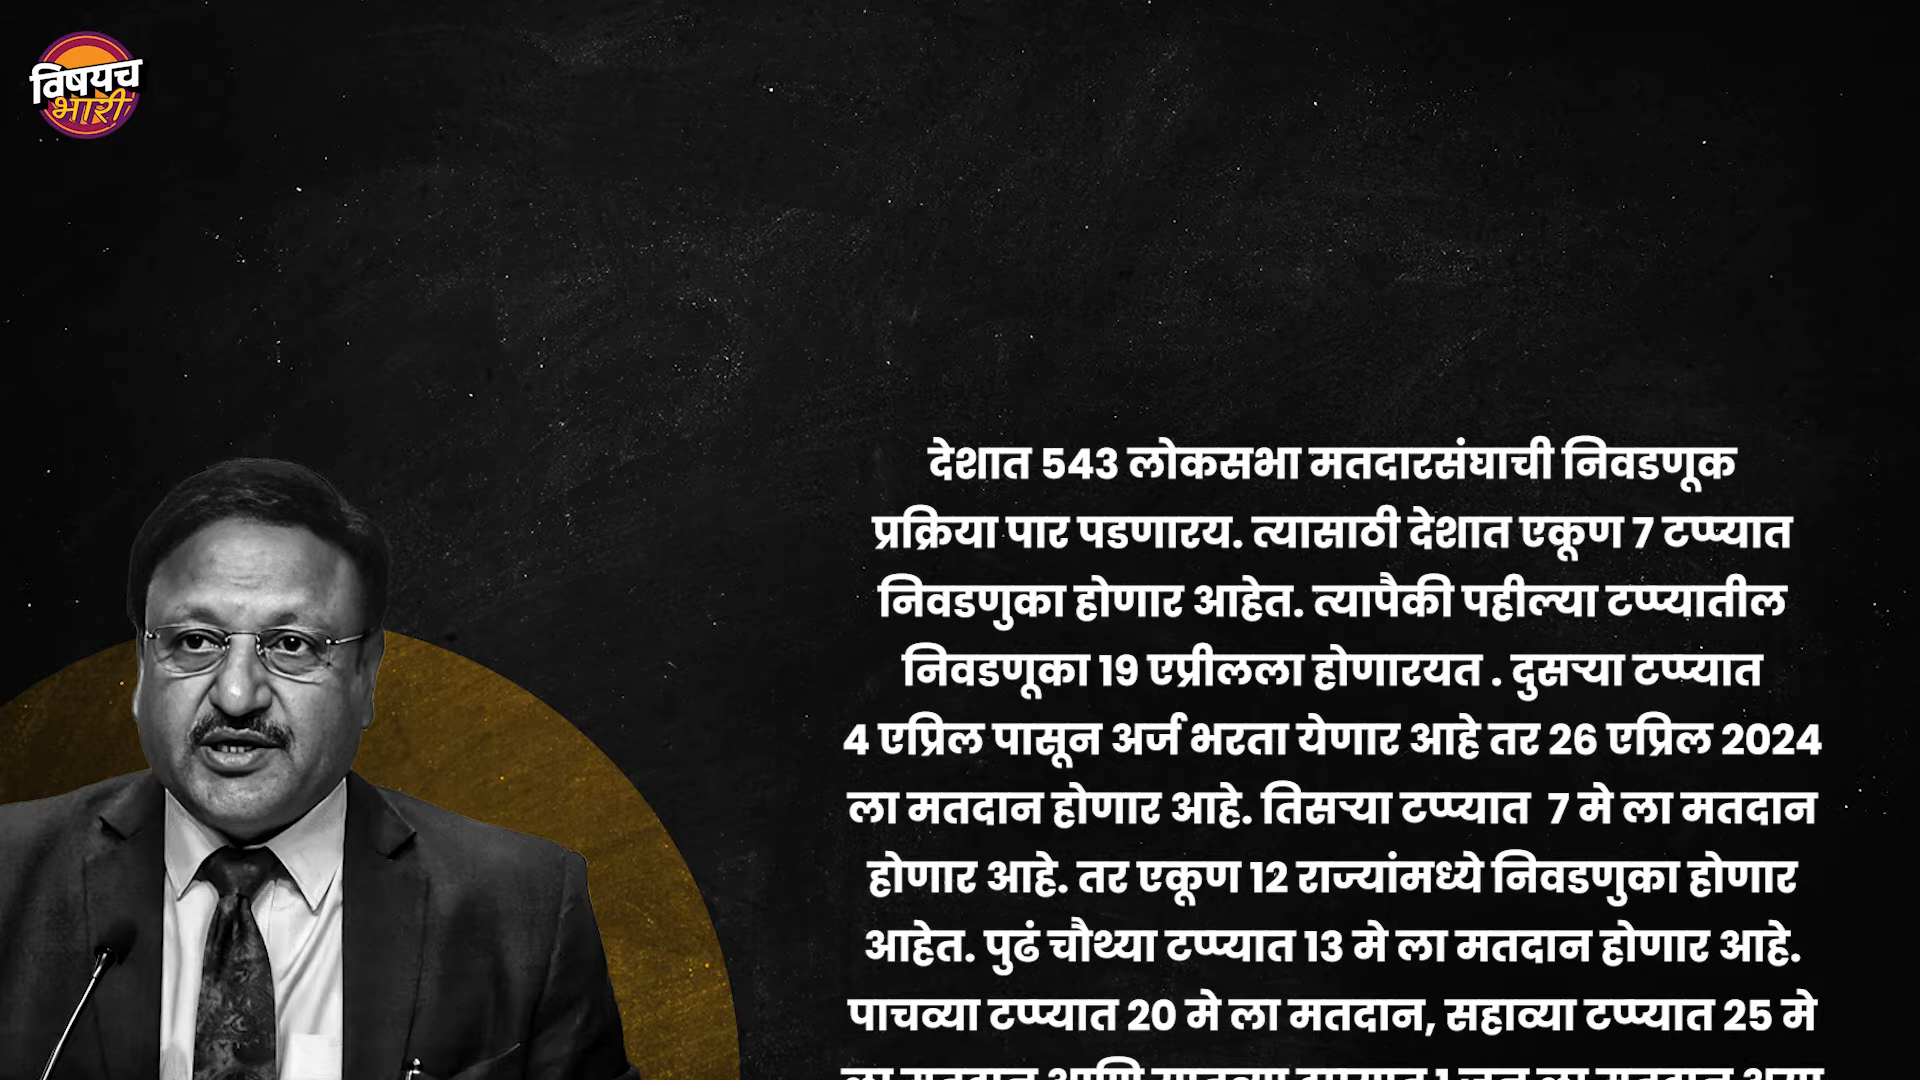 विषयच
भारी
देशात 543 लोकसभा मतदारसंघाची निवडणूक
प्रक्रिया पार पडणारय. त्यासाठी देशात एकूण 7 टप्प्यात
निवडणुका होणार आहेत. त्यापैकी पहील्या टप्प्यातील
निवडणूका 19 एप्रीलला होणारयत . दुसऱ्या टप्प्यात
4 एप्रिल पासून अर्ज भरता येणार आहे तर 26 एप्रिल 2024
ला मतदान होणार आहे. तिसऱ्या टप्प्यात 7 मे ला मतदान
होणार आहे. तर एकूण 12 राज्यांमध्ये निवडणुका होणार
आहेत. पुढं चौथ्या टप्प्यात 13 मे ला मतदान होणार आहे.
पाचव्या टप्प्यात 20 मे ला मतदान, सहाव्या टप्प्यात 25 मे